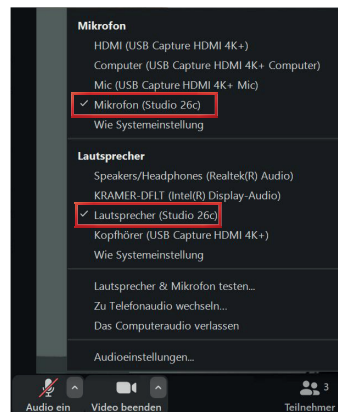 Mikrofon
HDMI (USB Capture HDMI 4K+)
Computer (USB Capture HDMI 4K+ Computer)
Mic (USB Capture HDMI 4K+ Mic)
✓ Mikrofon (Studio 26c)
Wie Systemeinstellung
Lautsprecher
Speakers/Headphones (Realtek(R) Audio)
KRAMER-DFLT (Intel(R) Display-Audio)
✓ Lautsprecher (Studio 26c)
Kopfhörer (USB Capture HDMI 4K+)
Wie Systemeinstellung
Lautsprecher & Mikrofon testen...
Zu Telefonaudio wechseln...
Das Computeraudio verlassen
Audioeinstellungen...
3
Audio ein Video beenden Teilnehmer